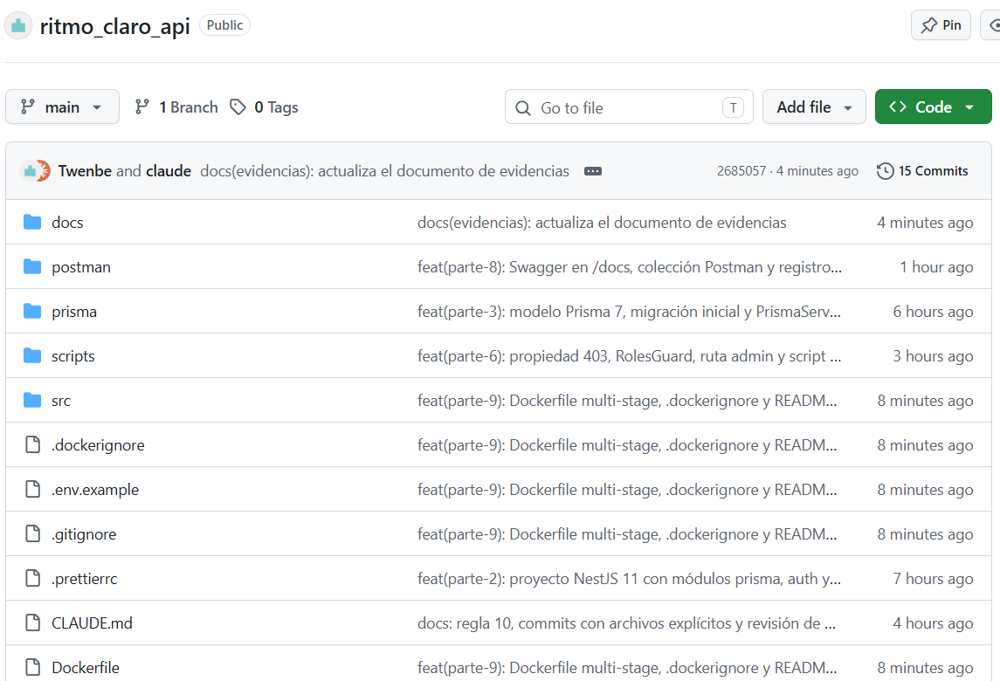 ritmo_claro_api Public Pin
main 1 Branch 0 Tags Go to file T Add file Code
Twenbe and claude docs(evidencias): actualiza el documento de evidencias 2685057 · 4 minutes ago 15 Commits
docs docs(evidencias): actualiza el documento de evidencias 4 minutes ago
postman feat(parte-8): Swagger en /docs, colección Postman y registro... 1 hour ago
prisma feat(parte-3): modelo Prisma 7, migración inicial y PrismaServ... 6 hours ago
scripts feat(parte-6): propiedad 403, RolesGuard, ruta admin y script ... 3 hours ago
src feat(parte-9): Dockerfile multi-stage, .dockerignore y READM... 8 minutes ago
.dockerignore feat(parte-9): Dockerfile multi-stage, .dockerignore y READM... 8 minutes ago
.env.example feat(parte-9): Dockerfile multi-stage, .dockerignore y READM... 8 minutes ago
.gitignore feat(parte-9): Dockerfile multi-stage, .dockerignore y READM... 8 minutes ago
.prettierrc feat(parte-2): proyecto NestJS 11 con módulos prisma, auth y... 7 hours ago
CLAUDE.md docs: regla 10, commits con archivos explícitos y revisión de ... 4 hours ago
Dockerfile feat(parte-9): Dockerfile multi-stage, .dockerignore y READM... 8 minutes ago